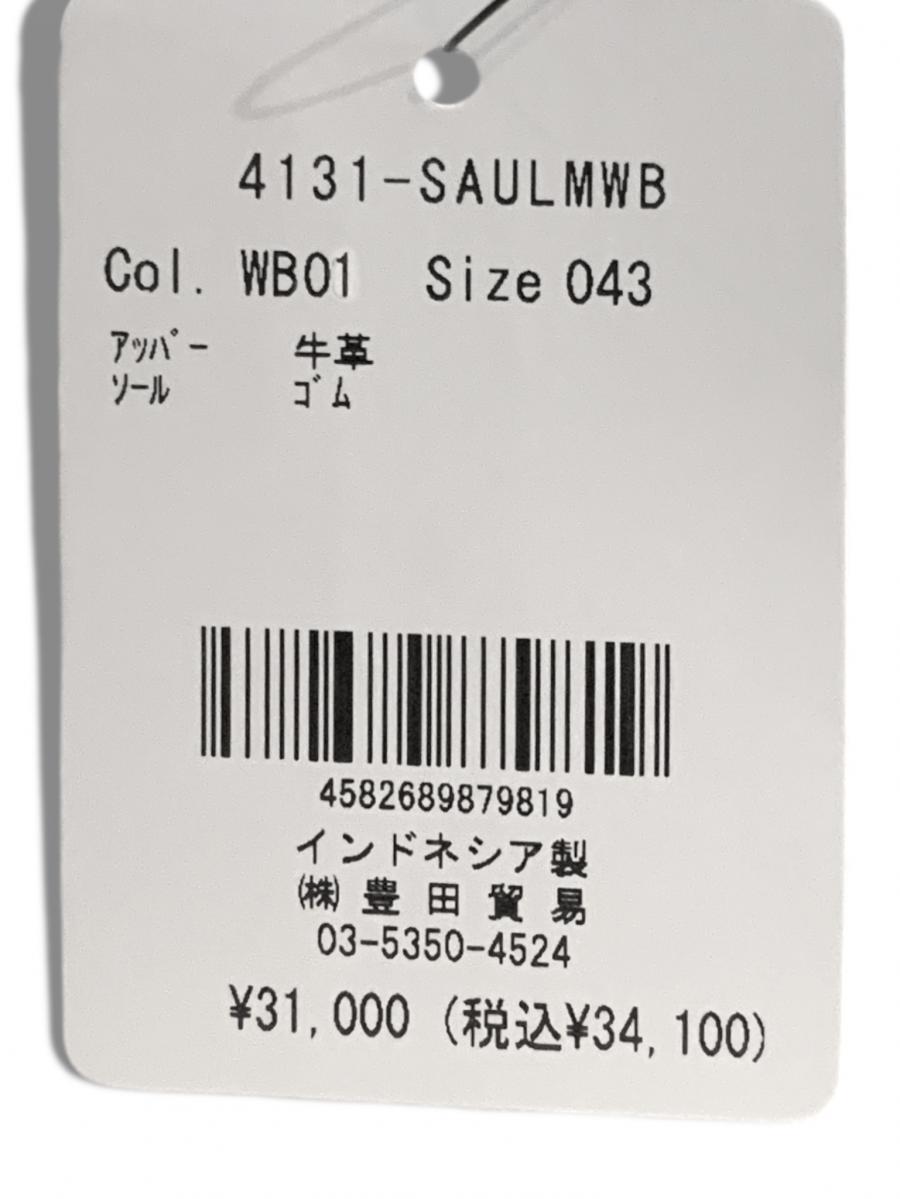 4131-SAULMWB
Col. WB01 Size 043
ｱｯﾊﾟｰ 牛革
ｿｰﾙ ｺﾞﾑ
4582689879819
インドネシア製
㈱ 豊 田 貿 易
03-5350-4524
¥31,000 (税込¥34,100)